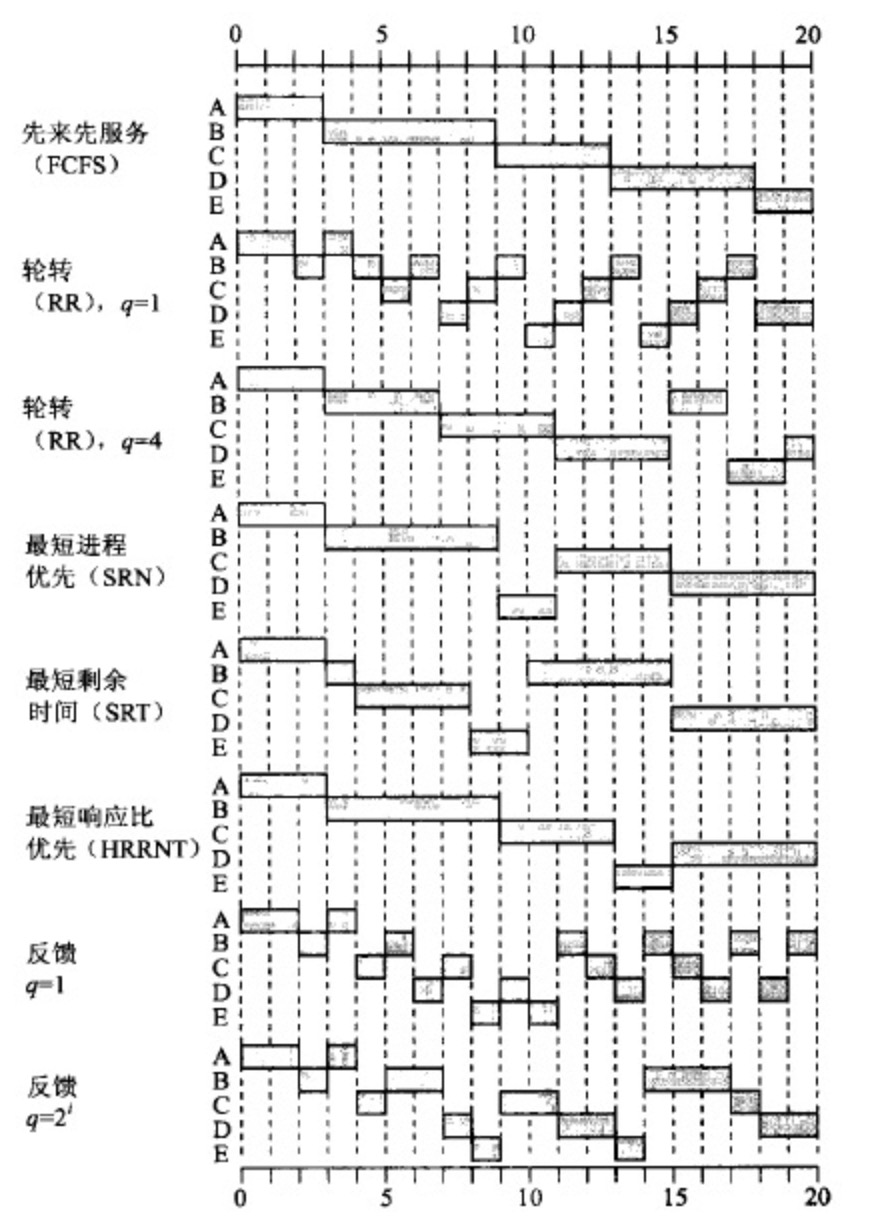 0 5 10 15 20
A
先来先服务 B
(FCFS) C
D
E
A
轮转 B
(RR),q=1 C
D
E
A
轮转 B
(RR),q=4 C
D
E
A
最短进程 B
优先(SRN) C
D
E
A
最短剩余 B
时间(SRT) C
D
E
A
最短响应比 B
优先(HRRNT) C
D
E
A
反馈 B
q=1 C
D
E
A
反馈 B
q=2^i C
D
E
0 5 10 15 20